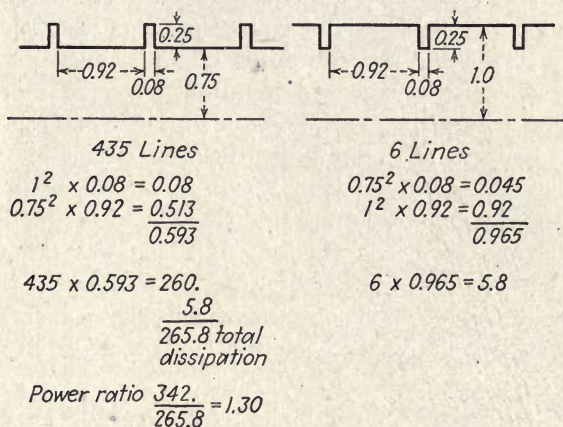 0.25
0.92
0.08
0.75
0.25
0.92
0.08
1.0
435 Lines
1² x 0.08 = 0.08
0.75² x 0.92 = 0.513
0.593
435 x 0.593 = 260.
5.8
265.8 total
dissipation
Power ratio 342. / 265.8 = 1.30
6 Lines
0.75² x 0.08 = 0.045
1² x 0.92 = 0.92
0.965
6 x 0.965 = 5.8